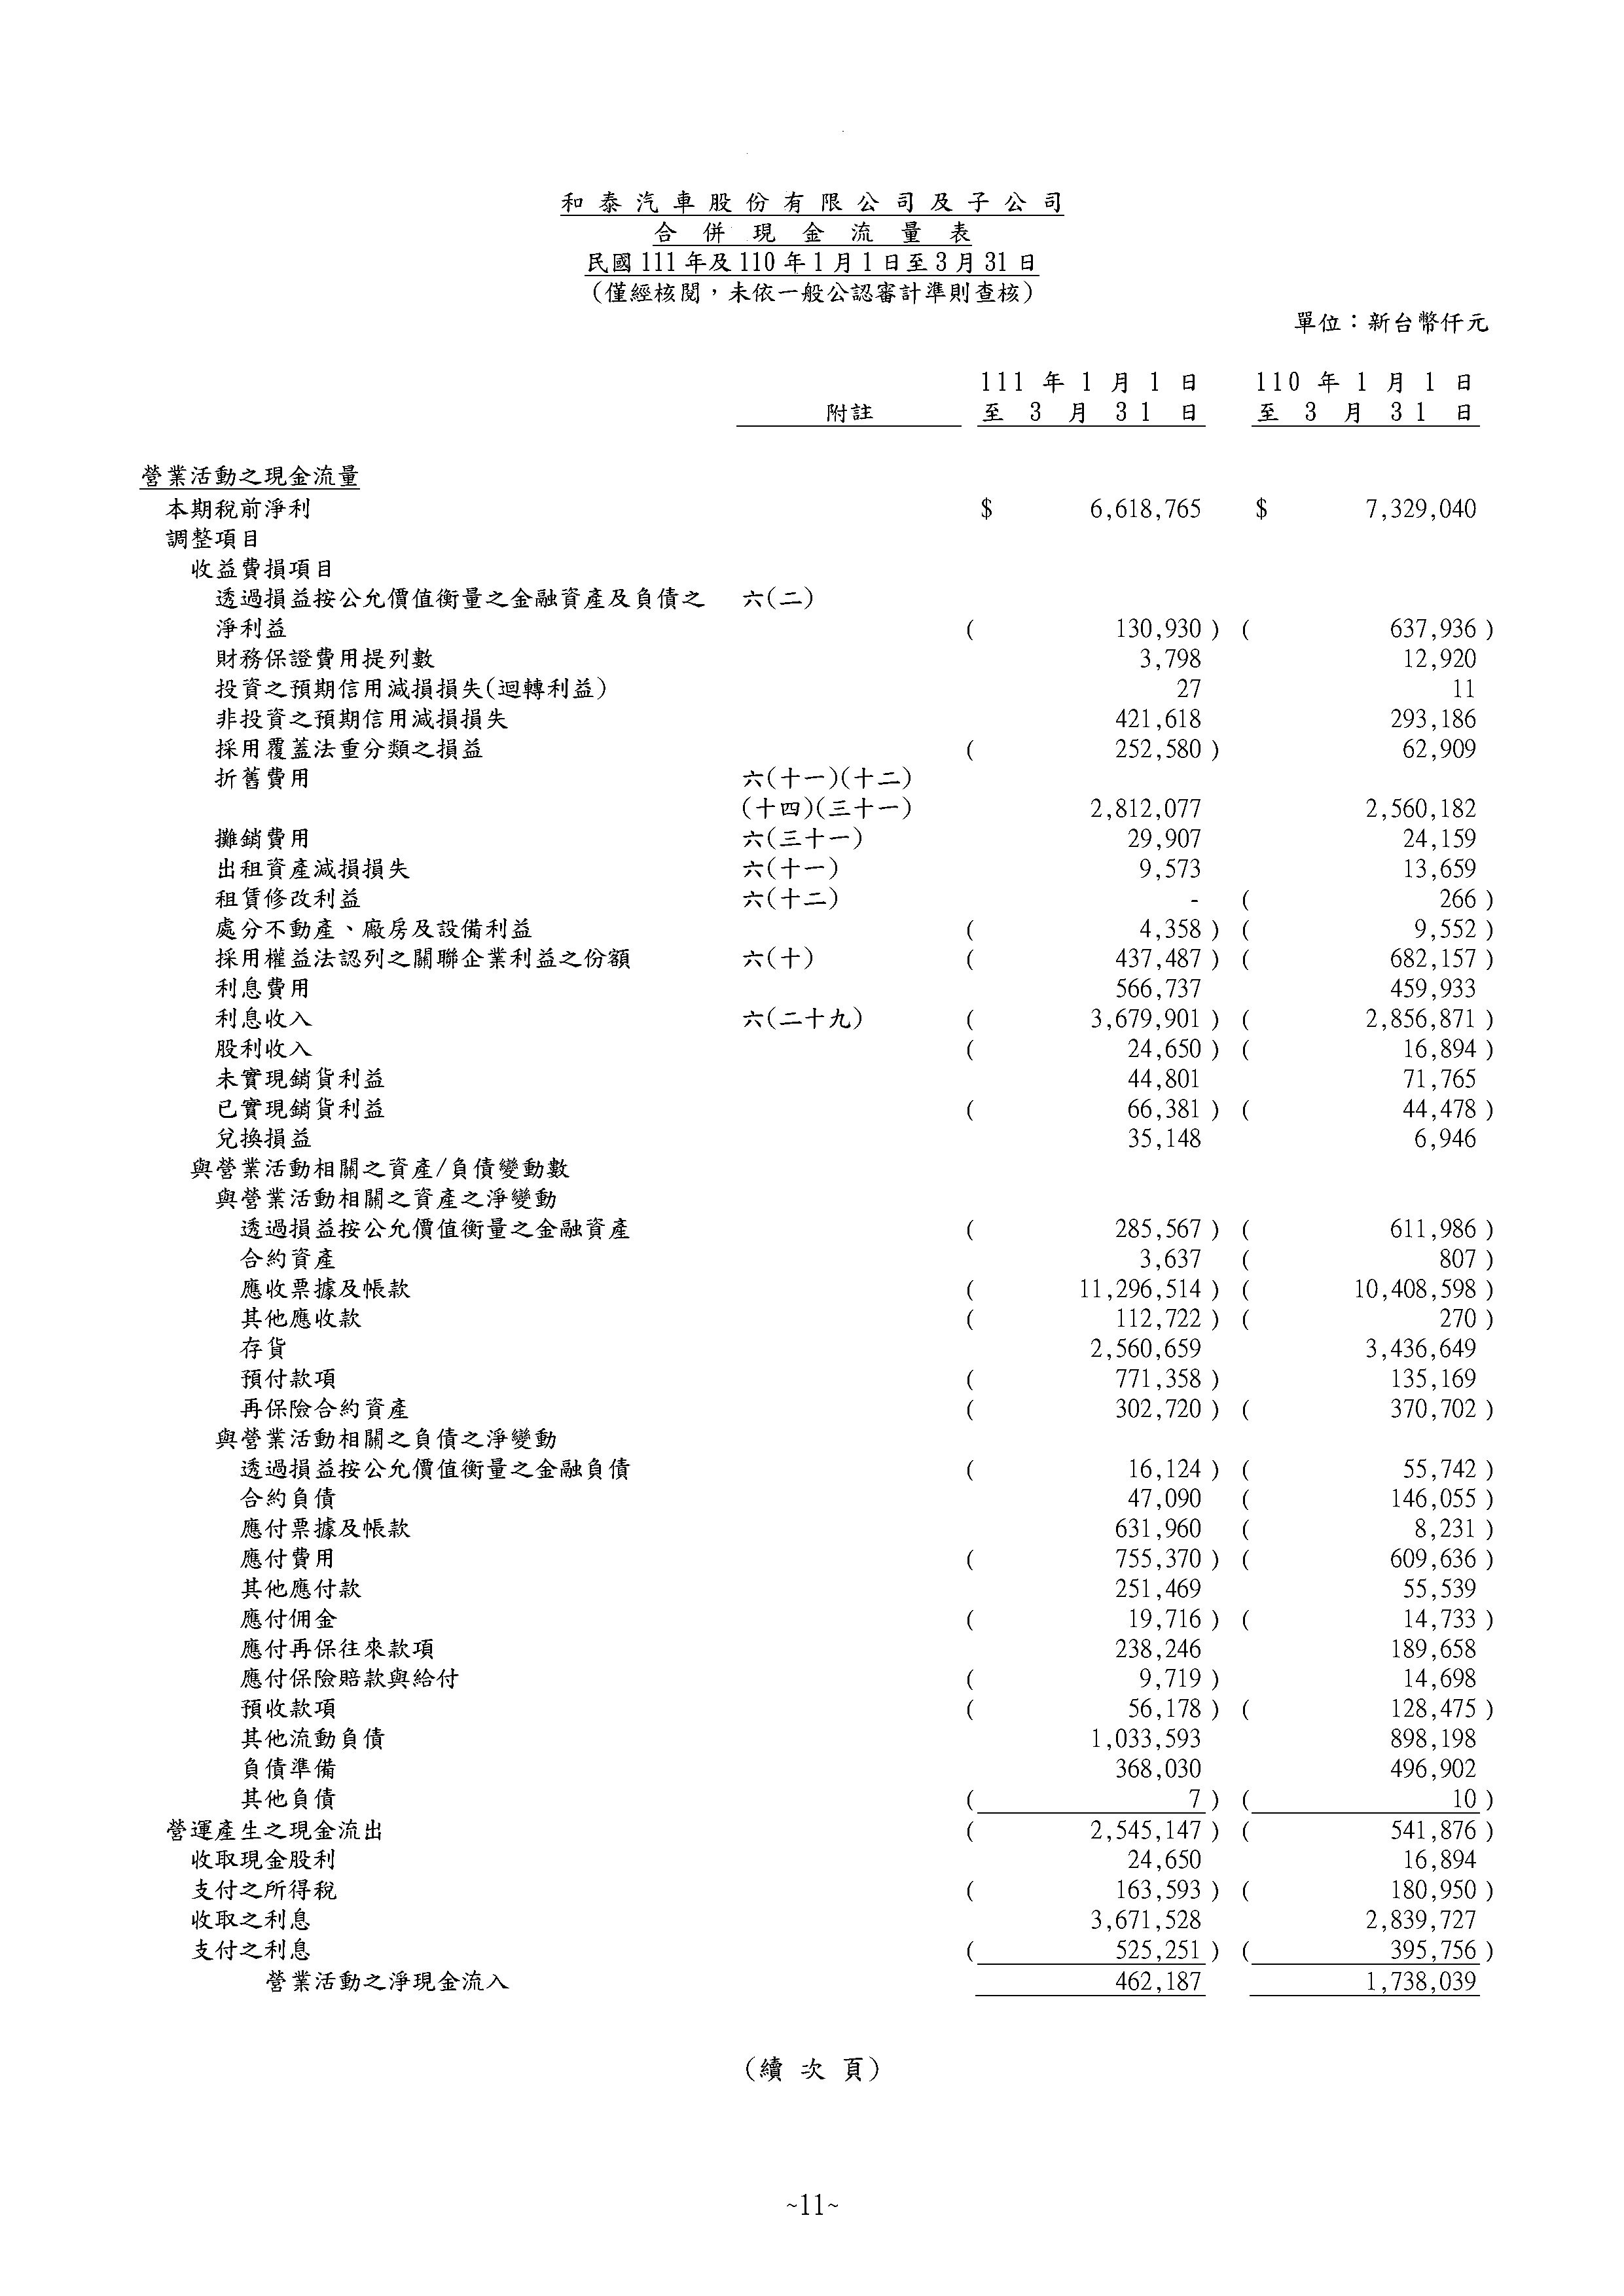 和泰汽車股份有限公司及子公司
合併現金流量表
民國111年及110年1月1日至3月31日
(僅經核閱，未依一般公認審計準則查核)
單位：新台幣仟元
111 年 1 月 1 日 110 年 1 月 1 日
附註 至 3 月 31 日 至 3 月 31 日
營業活動之現金流量
本期稅前淨利 $ 6,618,765 $ 7,329,040
調整項目
收益費損項目
透過損益按公允價值衡量之金融資產及負債之 六(二)
淨利益 ( 130,930 ) ( 637,936 )
財務保證費用提列數 3,798 12,920
投資之預期信用減損損失(迴轉利益) 27 11
非投資之預期信用減損損失 421,618 293,186
採用覆蓋法重分類之損益 ( 252,580 ) 62,909
折舊費用 六(十一)(十二)
(十四)(三十一) 2,812,077 2,560,182
攤銷費用 六(三十一) 29,907 24,159
出租資產減損損失 六(十一) 9,573 13,659
租賃修改利益 六(十二) - ( 266 )
處分不動產、廠房及設備利益 ( 4,358 ) ( 9,552 )
採用權益法認列之關聯企業利益之份額 六(十) ( 437,487 ) ( 682,157 )
利息費用 566,737 459,933
利息收入 六(二十九) ( 3,679,901 ) ( 2,856,871 )
股利收入 ( 24,650 ) ( 16,894 )
未實現銷貨利益 44,801 71,765
已實現銷貨利益 ( 66,381 ) ( 44,478 )
兌換損益 35,148 6,946
與營業活動相關之資產/負債變動數
與營業活動相關之資產之淨變動
透過損益按公允價值衡量之金融資產 ( 285,567 ) ( 611,986 )
合約資產 3,637 ( 807 )
應收票據及帳款 ( 11,296,514 ) ( 10,408,598 )
其他應收款 ( 112,722 ) ( 270 )
存貨 2,560,659 3,436,649
預付款項 ( 771,358 ) 135,169
再保險合約資產 ( 302,720 ) ( 370,702 )
與營業活動相關之負債之淨變動
透過損益按公允價值衡量之金融負債 ( 16,124 ) ( 55,742 )
合約負債 47,090 ( 146,055 )
應付票據及帳款 631,960 ( 8,231 )
應付費用 ( 755,370 ) ( 609,636 )
其他應付款 251,469 55,539
應付佣金 ( 19,716 ) ( 14,733 )
應付再保往來款項 238,246 189,658
應付保險賠款與給付 ( 9,719 ) 14,698
預收款項 ( 56,178 ) ( 128,475 )
其他流動負債 1,033,593 898,198
負債準備 368,030 496,902
其他負債 ( 7 ) ( 10 )
營運產生之現金流出 ( 2,545,147 ) ( 541,876 )
收取現金股利 24,650 16,894
支付之所得稅 ( 163,593 ) ( 180,950 )
收取之利息 3,671,528 2,839,727
支付之利息 ( 525,251 ) ( 395,756 )
營業活動之淨現金流入 462,187 1,738,039
(續 次 頁)
~11~